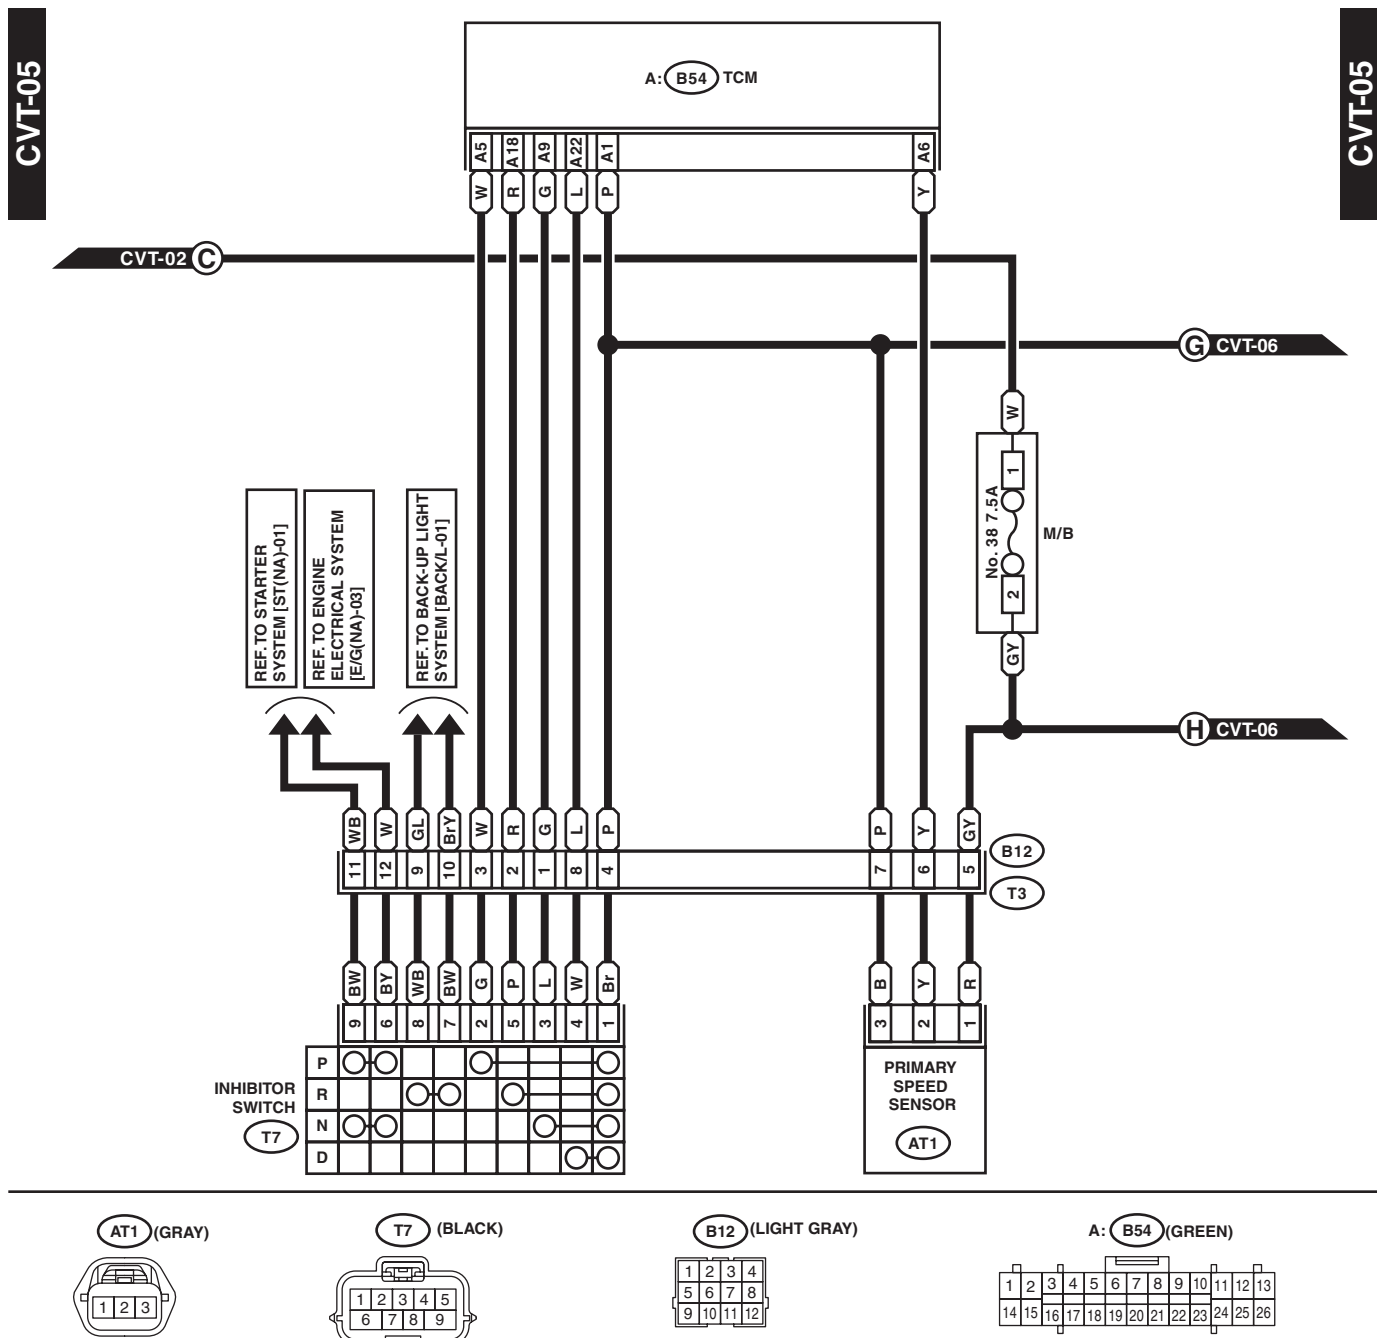 CVT-05
CVT-05
A: B54 TCM
A5 A18 A9 A22 A1 A6
W R G L P Y
CVT-02 C
G CVT-06
W
1
No. 38 7.5A
M/B
2
GY
REF. TO STARTER
SYSTEM [ST(NA)-01]
REF. TO ENGINE
ELECTRICAL SYSTEM
[E/G(NA)-03]
REF. TO BACK-UP LIGHT
SYSTEM [BACK/L-01]
H CVT-06
WB W GL BrY W R G L P P Y GY
B12
11 12 9 10 3 2 1 8 4 7 6 5
T3
BW BY WB BW G P L W Br B Y R
9 6 8 7 2 5 3 4 1 3 2 1
P
R
N
D
INHIBITOR
SWITCH
T7
PRIMARY
SPEED
SENSOR
AT1
AT1 (GRAY)
1 2 3
T7 (BLACK)
1 2 3 4 5
6 7 8 9
B12 (LIGHT GRAY)
1 2 3 4
5 6 7 8
9 10 11 12
A: B54 (GREEN)
1 2 3 4 5 6 7 8 9 10 11 12 13
14 15 16 17 18 19 20 21 22 23 24 25 26